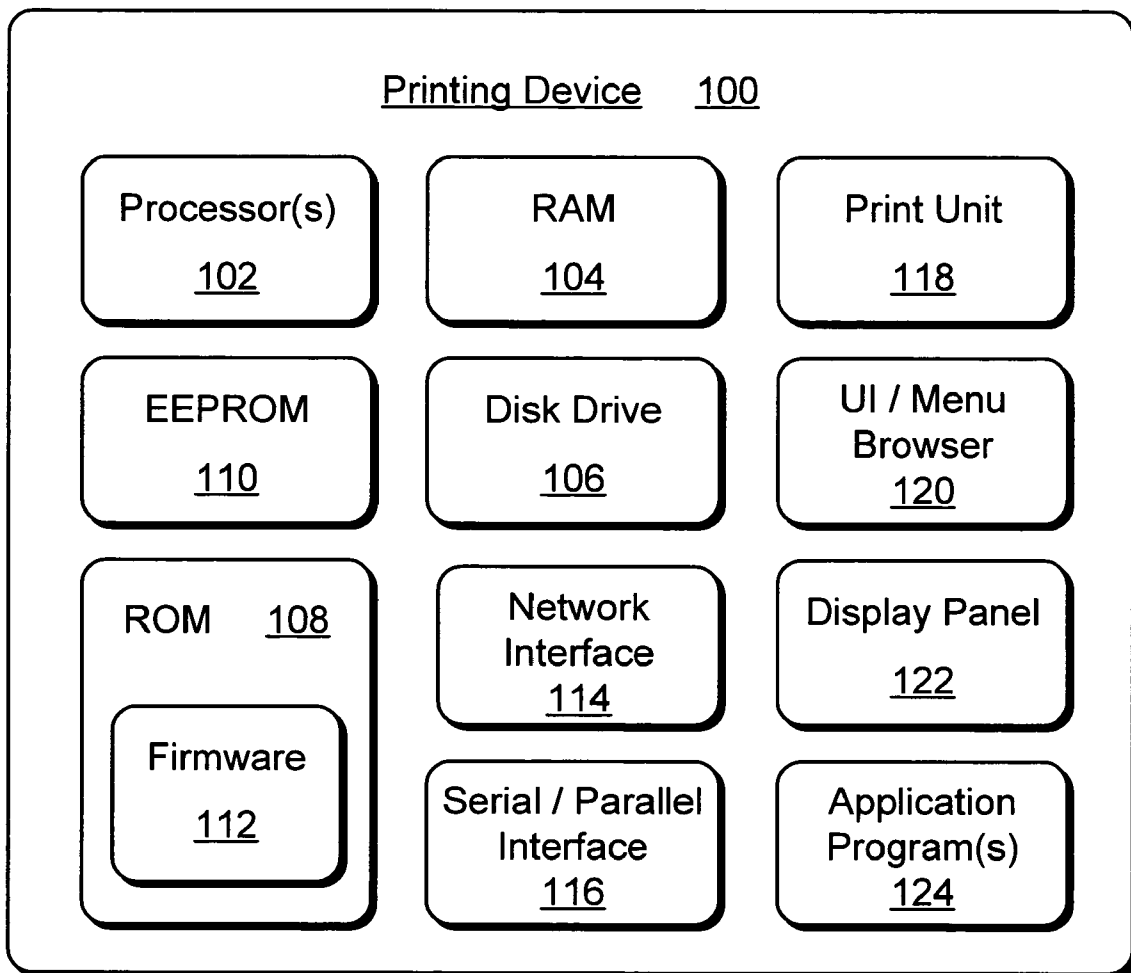 Printing Device 100
Processor(s)
102
RAM
104
Print Unit
118
EEPROM
110
Disk Drive
106
UI / Menu
Browser
120
ROM 108
Firmware
112
Network
Interface
114
Display Panel
122
Serial / Parallel
Interface
116
Application
Program(s)
124